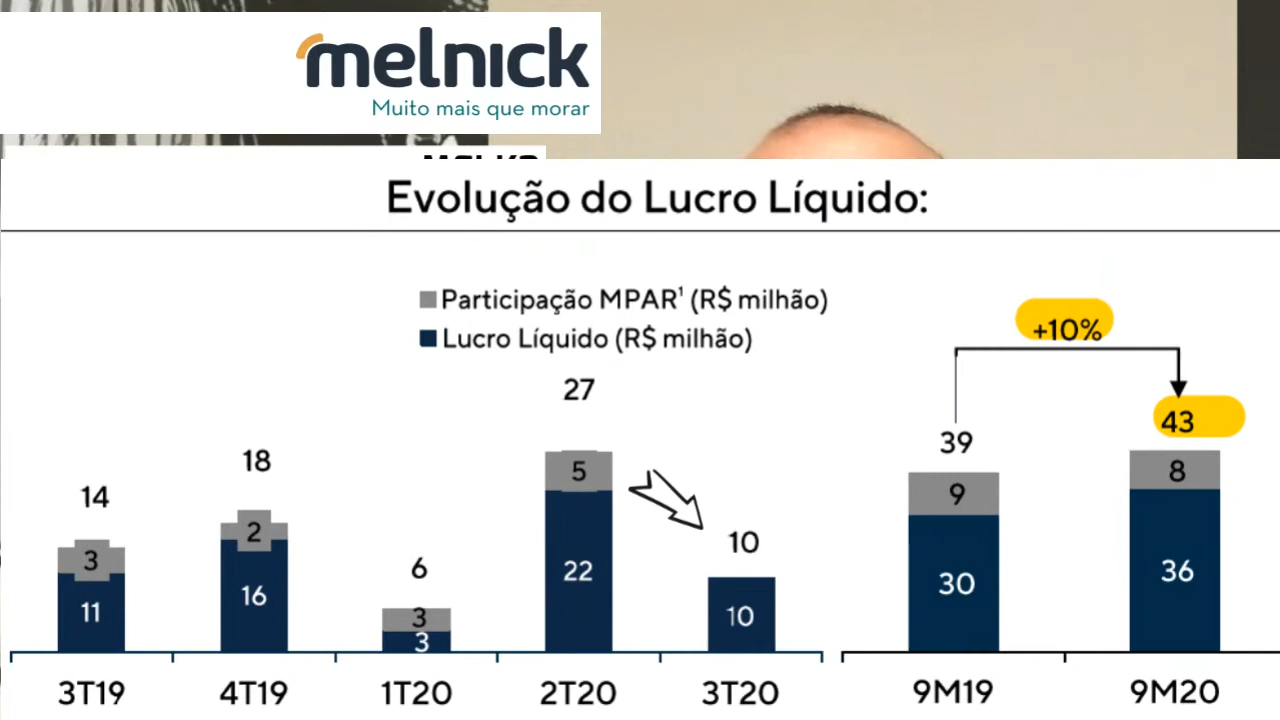 melnick
Muito mais que morar
Evolução do Lucro Líquido:
Participação MPAR¹ (R$ milhão)
Lucro Líquido (R$ milhão)
+10%
14
18
6
27
10
39
43
3
2
3
5
9
8
11
16
3
22
10
30
36
3T19
4T19
1T20
2T20
3T20
9M19
9M20